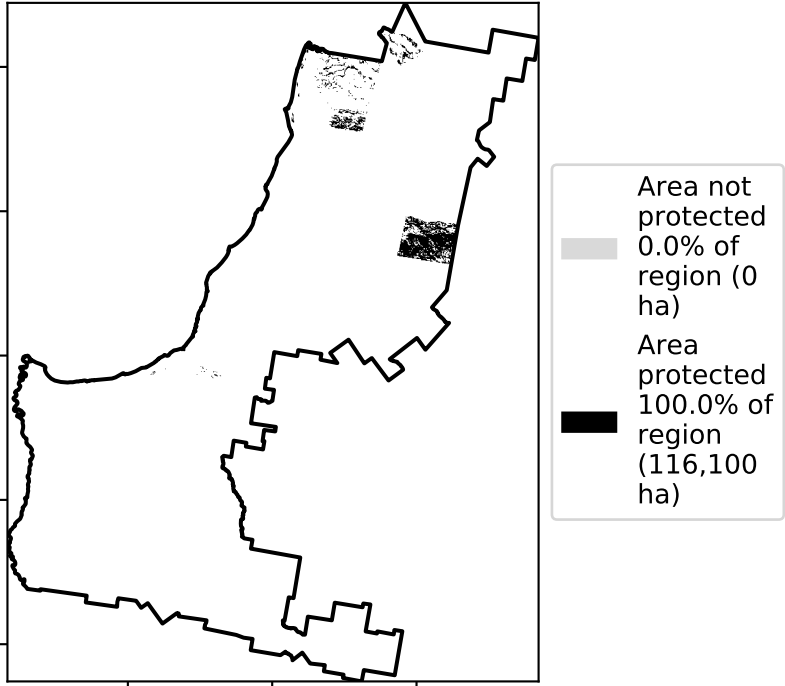 Area not
protected
0.0% of
region (0
ha)
Area
protected
100.0% of
region
(116,100
ha)